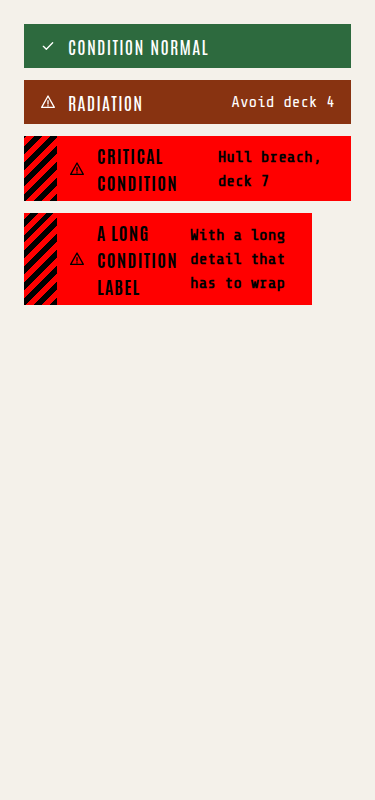 CONDITION NORMAL
RADIATION
Avoid deck 4
CRITICAL
CONDITION
Hull breach,
deck 7
A LONG
CONDITION
LABEL
With a long
detail that
has to wrap